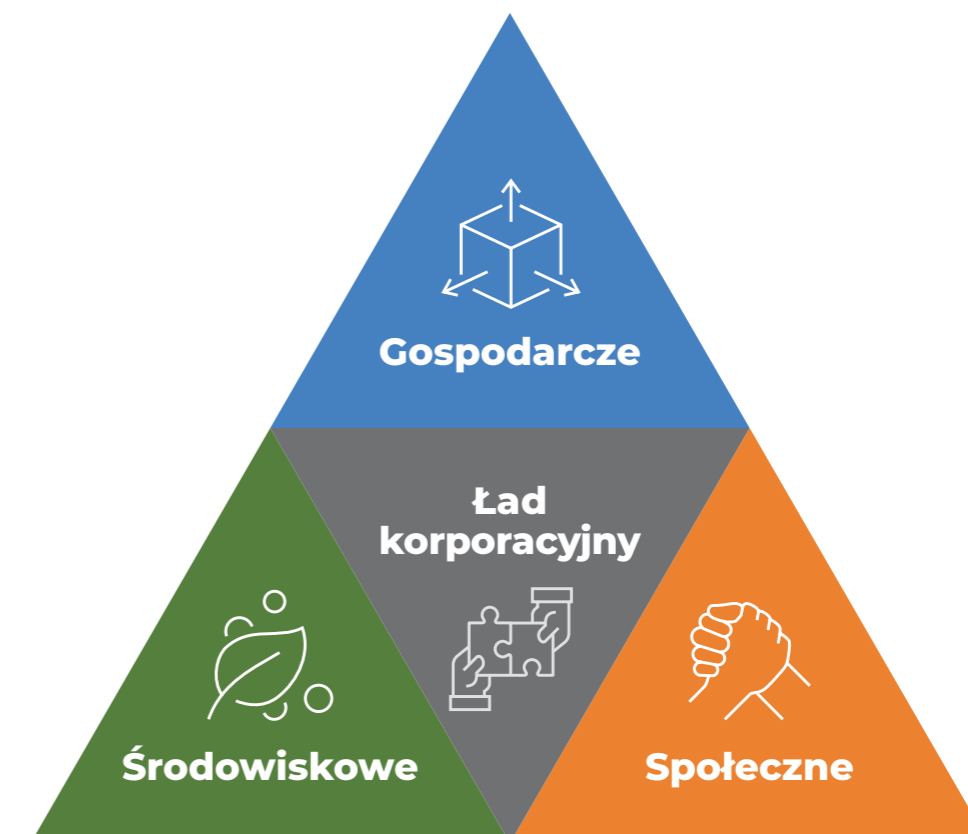 Gospodarcze
Ład
korporacyjny
Środowiskowe
Społeczne